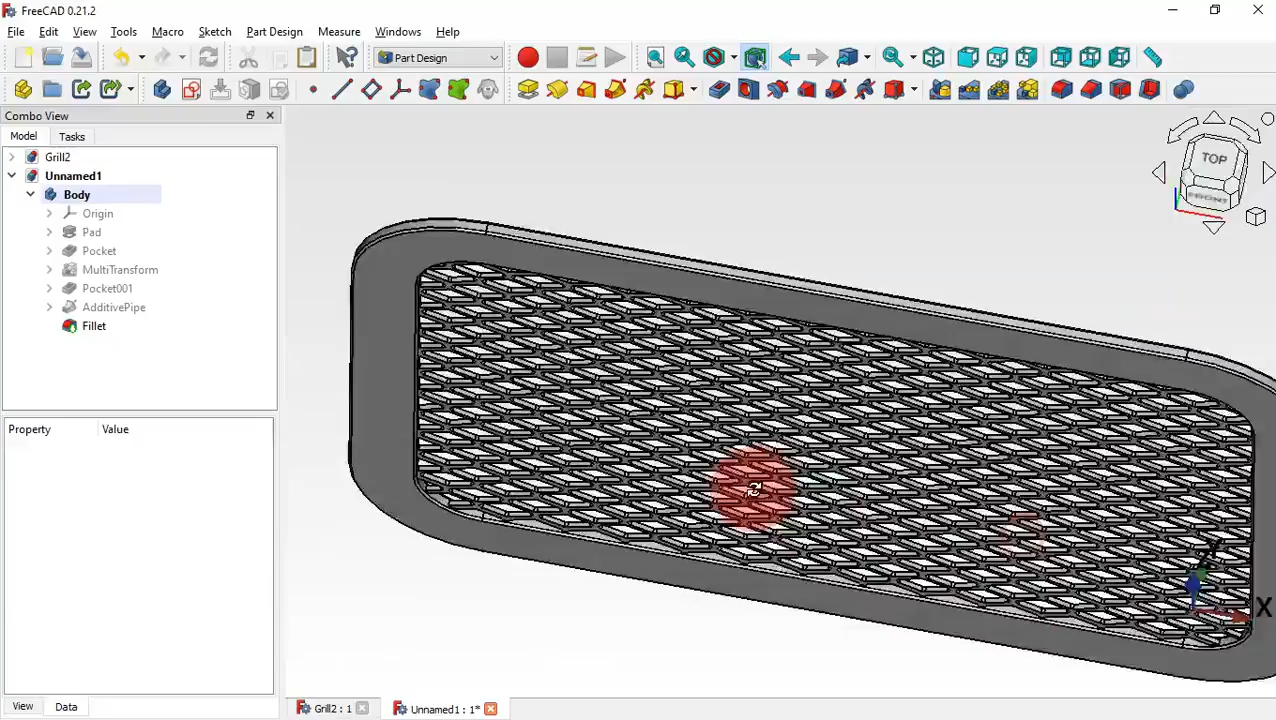 FreeCAD 0.21.2
File Edit View Tools Macro Sketch Part Design Measure Windows Help
Part Design
Combo View
Model Tasks
Grill2
Unnamed1
Body
Origin
Pad
Pocket
MultiTransform
Pocket001
AdditivePipe
Fillet
Property Value
View Data
Grill2 : 1
Unnamed1 : 1*
TOP
FRONT
X